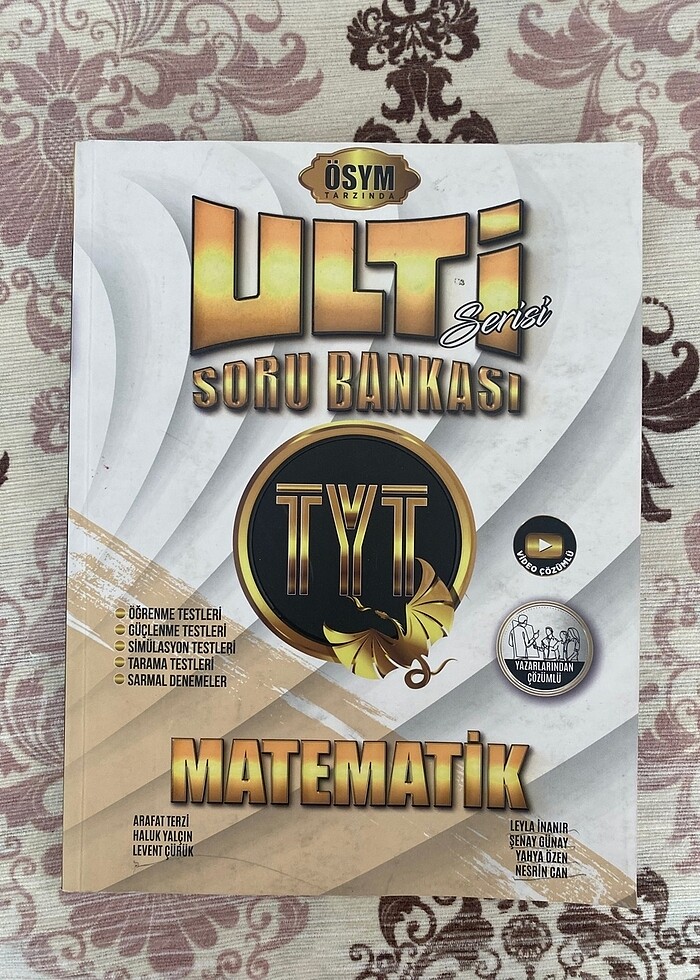 ÖSYM
TARZINDA
ULTİ
Serisi
SORU BANKASI
TYT
VİDEO ÇÖZÜMLÜ
ÖĞRENME TESTLERİ
GÜÇLENME TESTLERİ
SİMÜLASYON TESTLERİ
TARAMA TESTLERİ
SARMAL DENEMELER
YAZARLARINDAN
ÇÖZÜMLÜ
MATEMATİK
ARAFAT TERZİ
HALUK YALÇIN
LEVENT ÇÜRÜK
LEYLA İNANIR
ŞENAY GÜNAY
YAHYA ÖZEN
NESRİN CAN